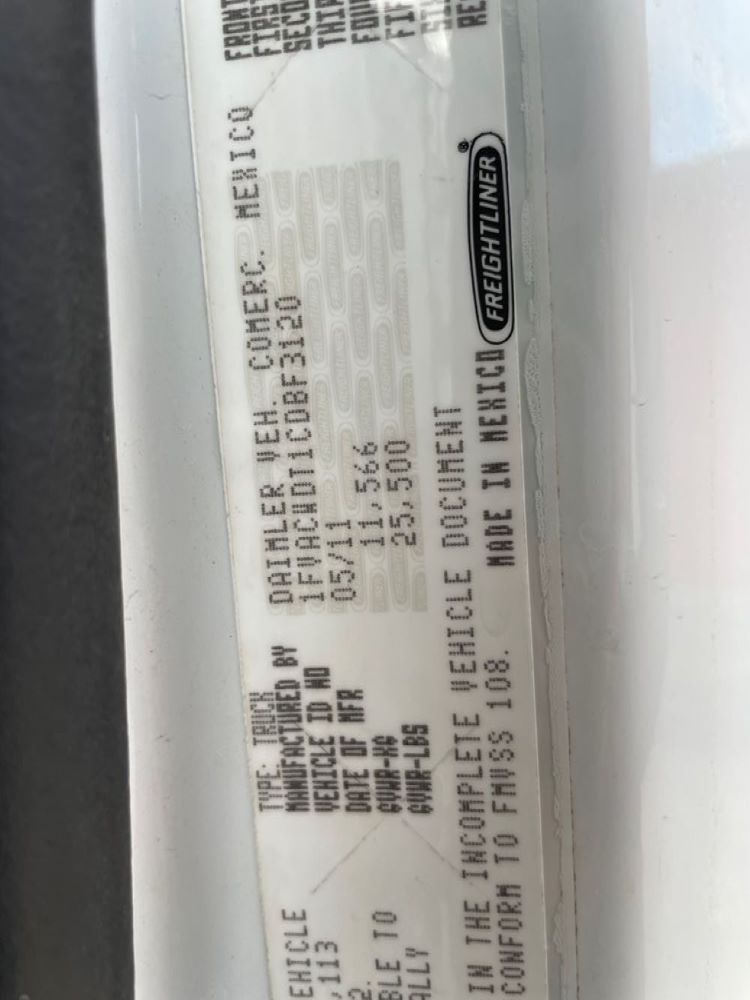 EHICLE
, 113
2.
BLE TO
ALLY
IN THE INCOMPLETE VEHICLE DOCUMENT
CONFORM TO FMVSS 108.
TYPE: TRUCK
MANUFACTURED BY DAIMLER VEH. COMERC. MEXICO
VEHICLE ID NO 1FVACWDT1CDBF3120
DATE OF MFR 05/11
GVWR-KG 11,566
GVWR-LBS 25,500
MADE IN MEXICO
FREIGHTLINER®
FRONT
FIRST
SECO
THIR
FOU
FIF
RE